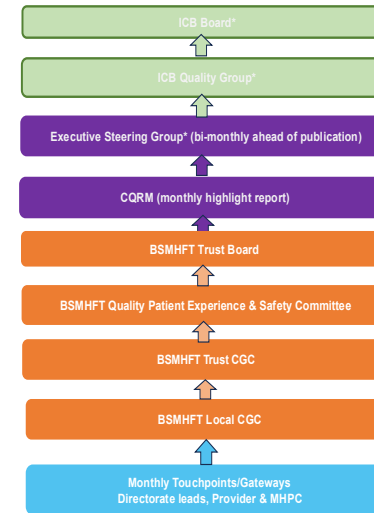 ICB Board*
ICB Quality Group*
Executive Steering Group* (bi-monthly ahead of publication)
CQRM (monthly highlight report)
BSMHFT Trust Board
BSMHFT Quality Patient Experience & Safety Committee
BSMHFT Trust CGC
BSMHFT Local CGC
Monthly Touchpoints/Gateways
Directorate leads, Provider & MHPC